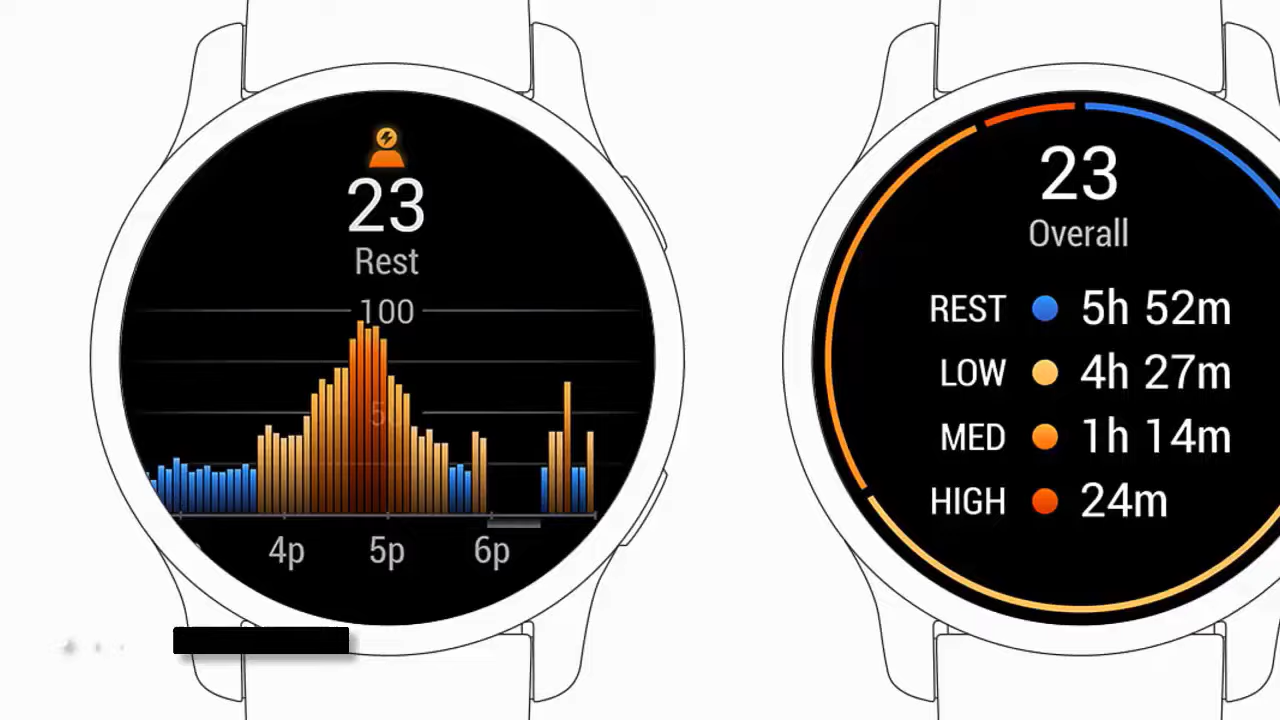 23
Rest
100
50
4p
5p
6p
23
Overall
REST 5h 52m
LOW 4h 27m
MED 1h 14m
HIGH 24m